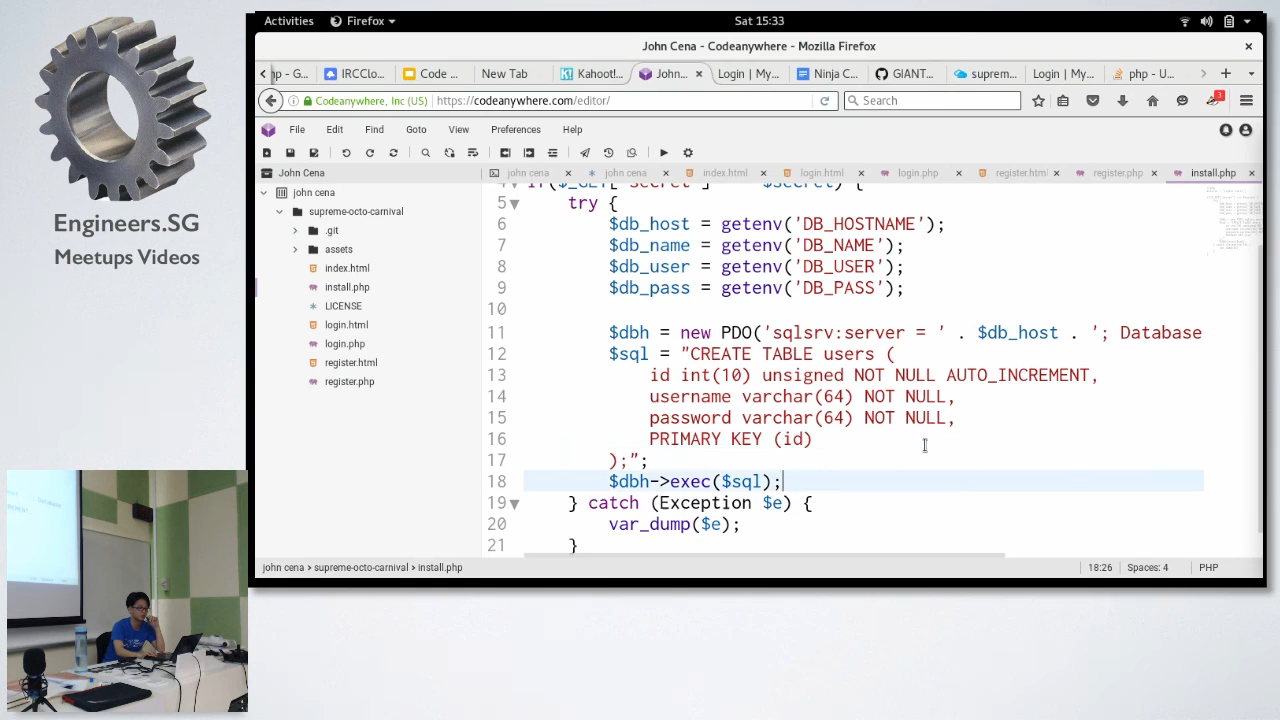 Engineers.SG
Meetups Videos
Activities Firefox Sat 15:33
John Cena - Codeanywhere - Mozilla Firefox
p - G... IRCClo... Code ... New Tab Kahoot! John... Login | My... Ninja C... GIANT... suprem... Login | My... php - U...
Codeanywhere, Inc (US) https://codeanywhere.com/editor/ Search 3
File Edit Find Goto View Preferences Help
John Cena john cena john cena index.html login.html login.php register.html register.php install.php
john cena
supreme-octo-carnival
.git
assets
index.html
install.php
LICENSE
login.html
login.php
register.html
register.php
5 try {
6 $db_host = getenv('DB_HOSTNAME');
7 $db_name = getenv('DB_NAME');
8 $db_user = getenv('DB_USER');
9 $db_pass = getenv('DB_PASS');
10
11 $dbh = new PDO('sqlsrv:server = ' . $db_host . '; Database
12 $sql = "CREATE TABLE users (
13 id int(10) unsigned NOT NULL AUTO_INCREMENT,
14 username varchar(64) NOT NULL,
15 password varchar(64) NOT NULL,
16 PRIMARY KEY (id)
17 );";
18 $dbh->exec($sql);
19 } catch (Exception $e) {
20 var_dump($e);
21 }
john cena ▸ supreme-octo-carnival ▸ install.php 18:26 Spaces: 4 PHP